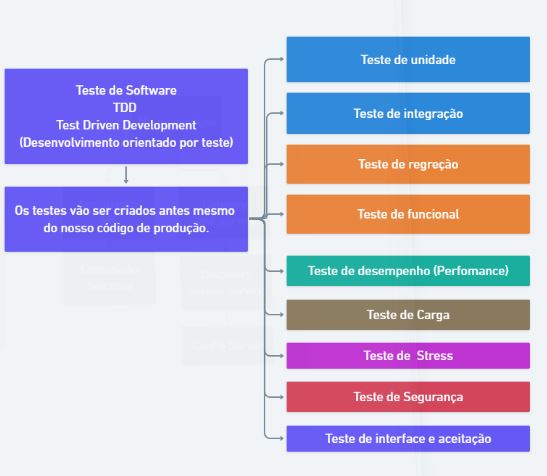 Teste de Software
TDD
Test Driven Development
(Desenvolvimento orientado por teste)
Os testes vão ser criados antes mesmo
do nosso código de produção.
Teste de unidade
Teste de integração
Teste de regreção
Teste de funcional
Teste de desempenho (Perfomance)
Teste de Carga
Teste de Stress
Teste de Segurança
Teste de interface e aceitação